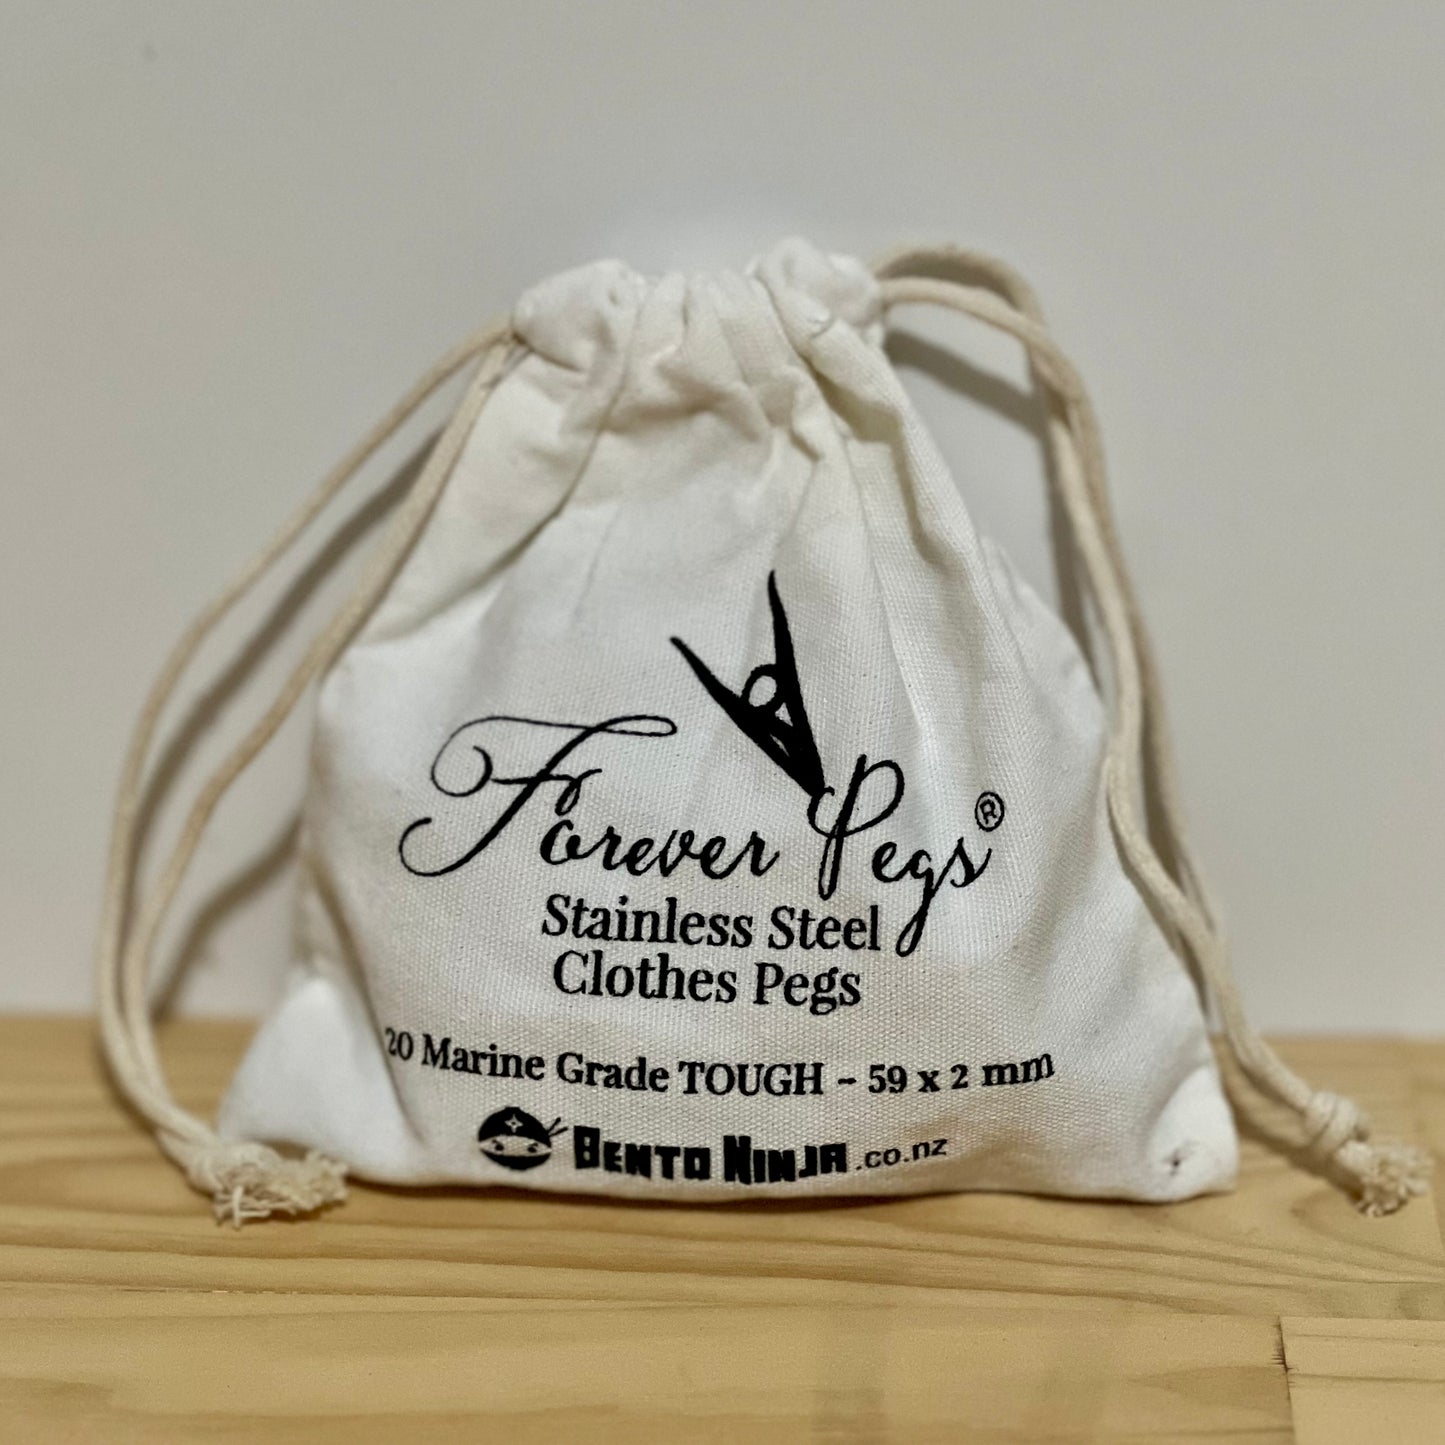 Forever Pegs®
Stainless Steel
Clothes Pegs
20 Marine Grade TOUGH - 59 x 2 mm
BENTO NINJA.co.nz